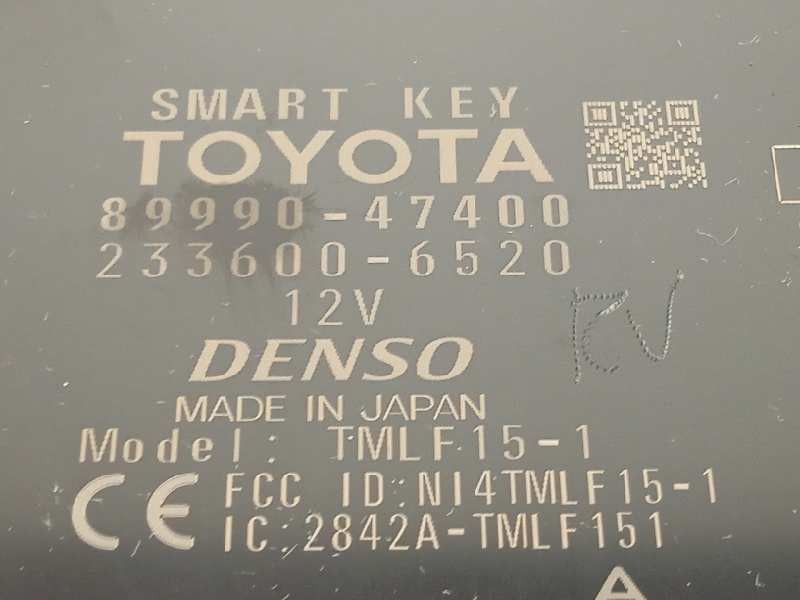 SMART KEY
TOYOTA
89990-47400
233600-6520
12V
DENSO
MADE IN JAPAN
Model: TMLF15-1
CE FCC ID:NI4TMLF15-1
IC:2842A-TMLF151